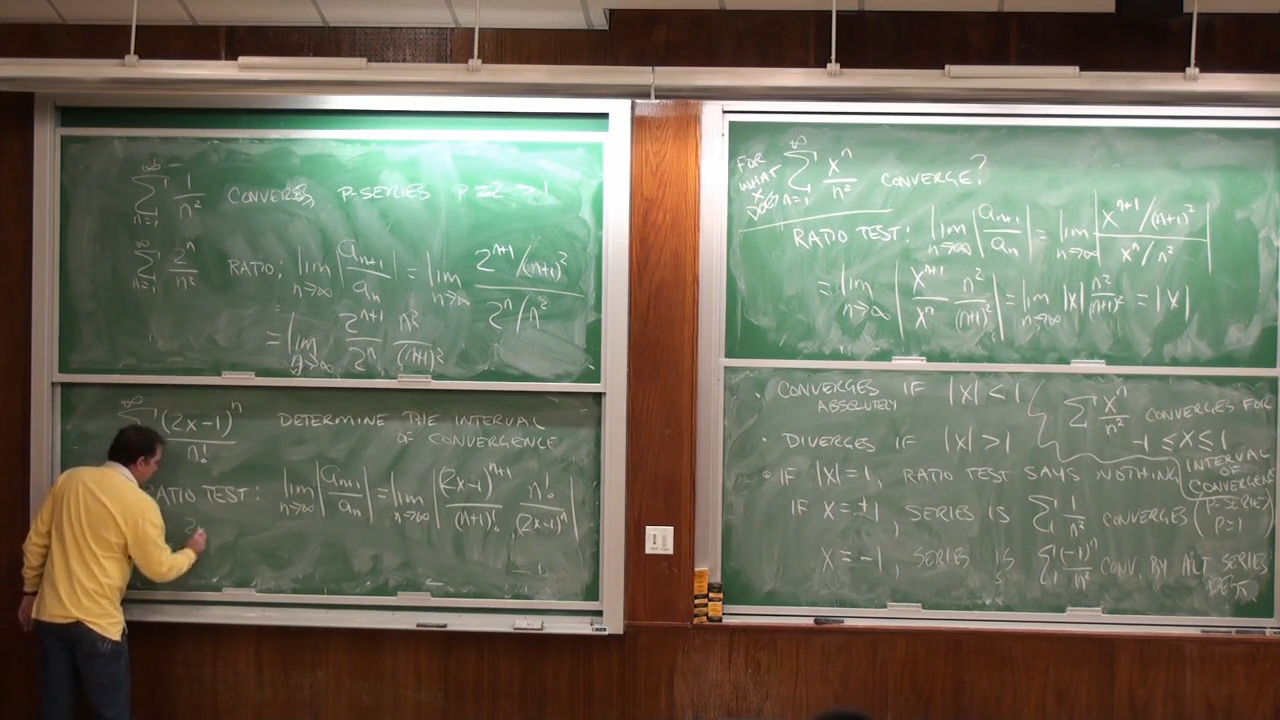 ∞ Σ n=1 1/n² CONVERGES P-SERIES P=2 >1
∞ Σ n=1 2ⁿ/n² RATIO: lim n→∞ |aₙ₊₁/aₙ| = lim n→∞ 2ⁿ⁺¹/(n+1)² / 2ⁿ/n²
= lim n→∞ 2ⁿ⁺¹/2ⁿ n²/(n+1)²
∞ Σ (2x-1)ⁿ/n! DETERMINE THE INTERVAL
OF CONVERGENCE
RATIO TEST: lim n→∞ |aₙ₊₁/aₙ| = lim n→∞ |(2x-1)ⁿ⁺¹/(n+1)! n!/(2x-1)ⁿ|
FOR WHAT X DOES ∞ Σ n=1 xⁿ/n² CONVERGE?
RATIO TEST: lim n→∞ |aₙ₊₁/aₙ| = lim n→∞ |xⁿ⁺¹/(n+1)² / xⁿ/n²|
= lim n→∞ |xⁿ⁺¹/xⁿ n²/(n+1)²| = lim n→∞ |x| n²/(n+1)² = |x|
• CONVERGES IF |x| < 1
ABSOLUTELY
• DIVERGES IF |x| > 1
• IF |x| = 1, RATIO TEST SAYS NOTHING
IF X = +1, SERIES IS Σ 1/n² CONVERGES (P-SERIES)
X = -1, SERIES IS Σ (-1)ⁿ/n² CONV. BY ALT SERIES
Σ xⁿ/n² CONVERGES FOR
-1 ≤ x ≤ 1
INTERVAL
OF
CONVERGENCE